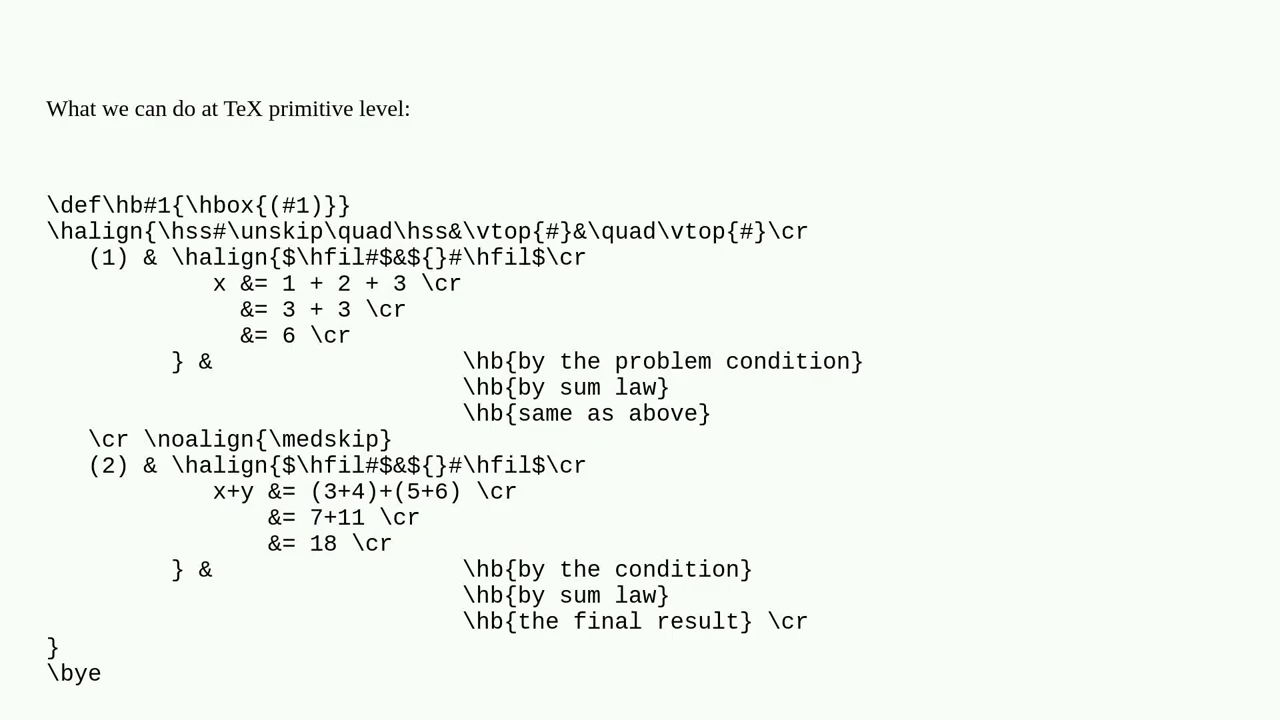 What we can do at TeX primitive level:
\def\hb#1{\hbox{(#1)}}
\halign{\hss#\unskip\quad\hss&\vtop{#}&\quad\vtop{#}\cr
   (1) & \halign{$\hfil#$&${}#\hfil$\cr
            x &= 1 + 2 + 3 \cr
              &= 3 + 3 \cr
              &= 6 \cr
         } &                  \hb{by the problem condition}
                              \hb{by sum law}
                              \hb{same as above}
   \cr \noalign{\medskip}
   (2) & \halign{$\hfil#$&${}#\hfil$\cr
            x+y &= (3+4)+(5+6) \cr
                &= 7+11 \cr
                &= 18 \cr
         } &                  \hb{by the condition}
                              \hb{by sum law}
                              \hb{the final result} \cr
}
\bye